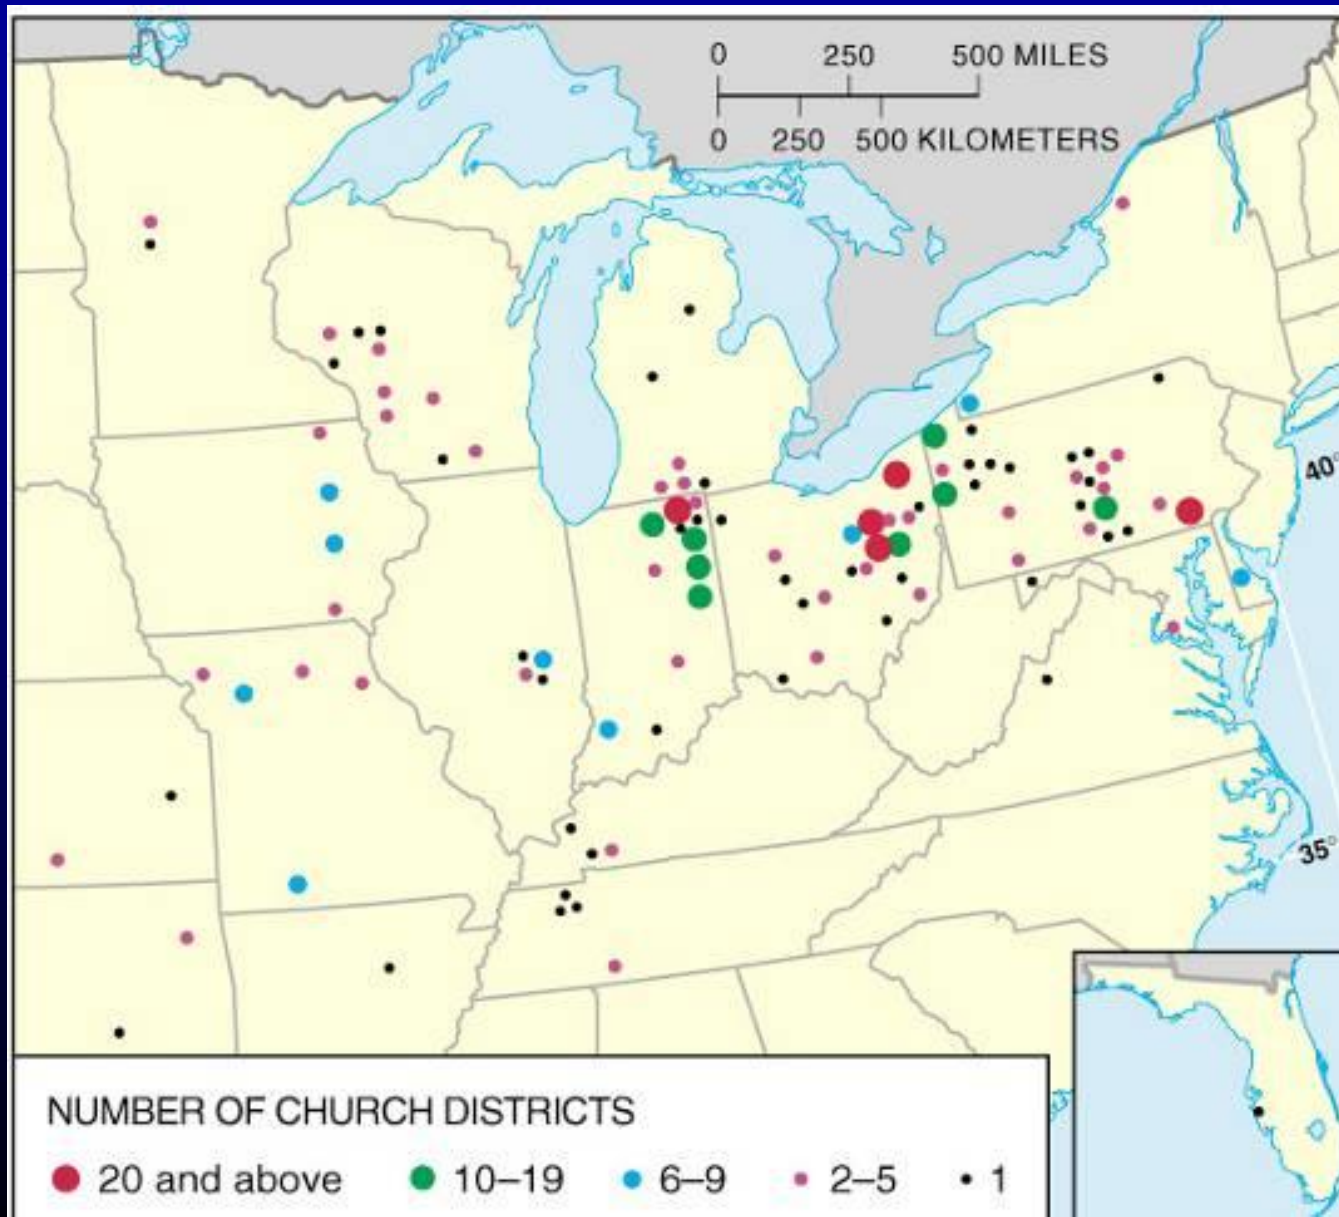 0 250 500 MILES
0 250 500 KILOMETERS
40°
35°
NUMBER OF CHURCH DISTRICTS
20 and above 10–19 6–9 2–5 1